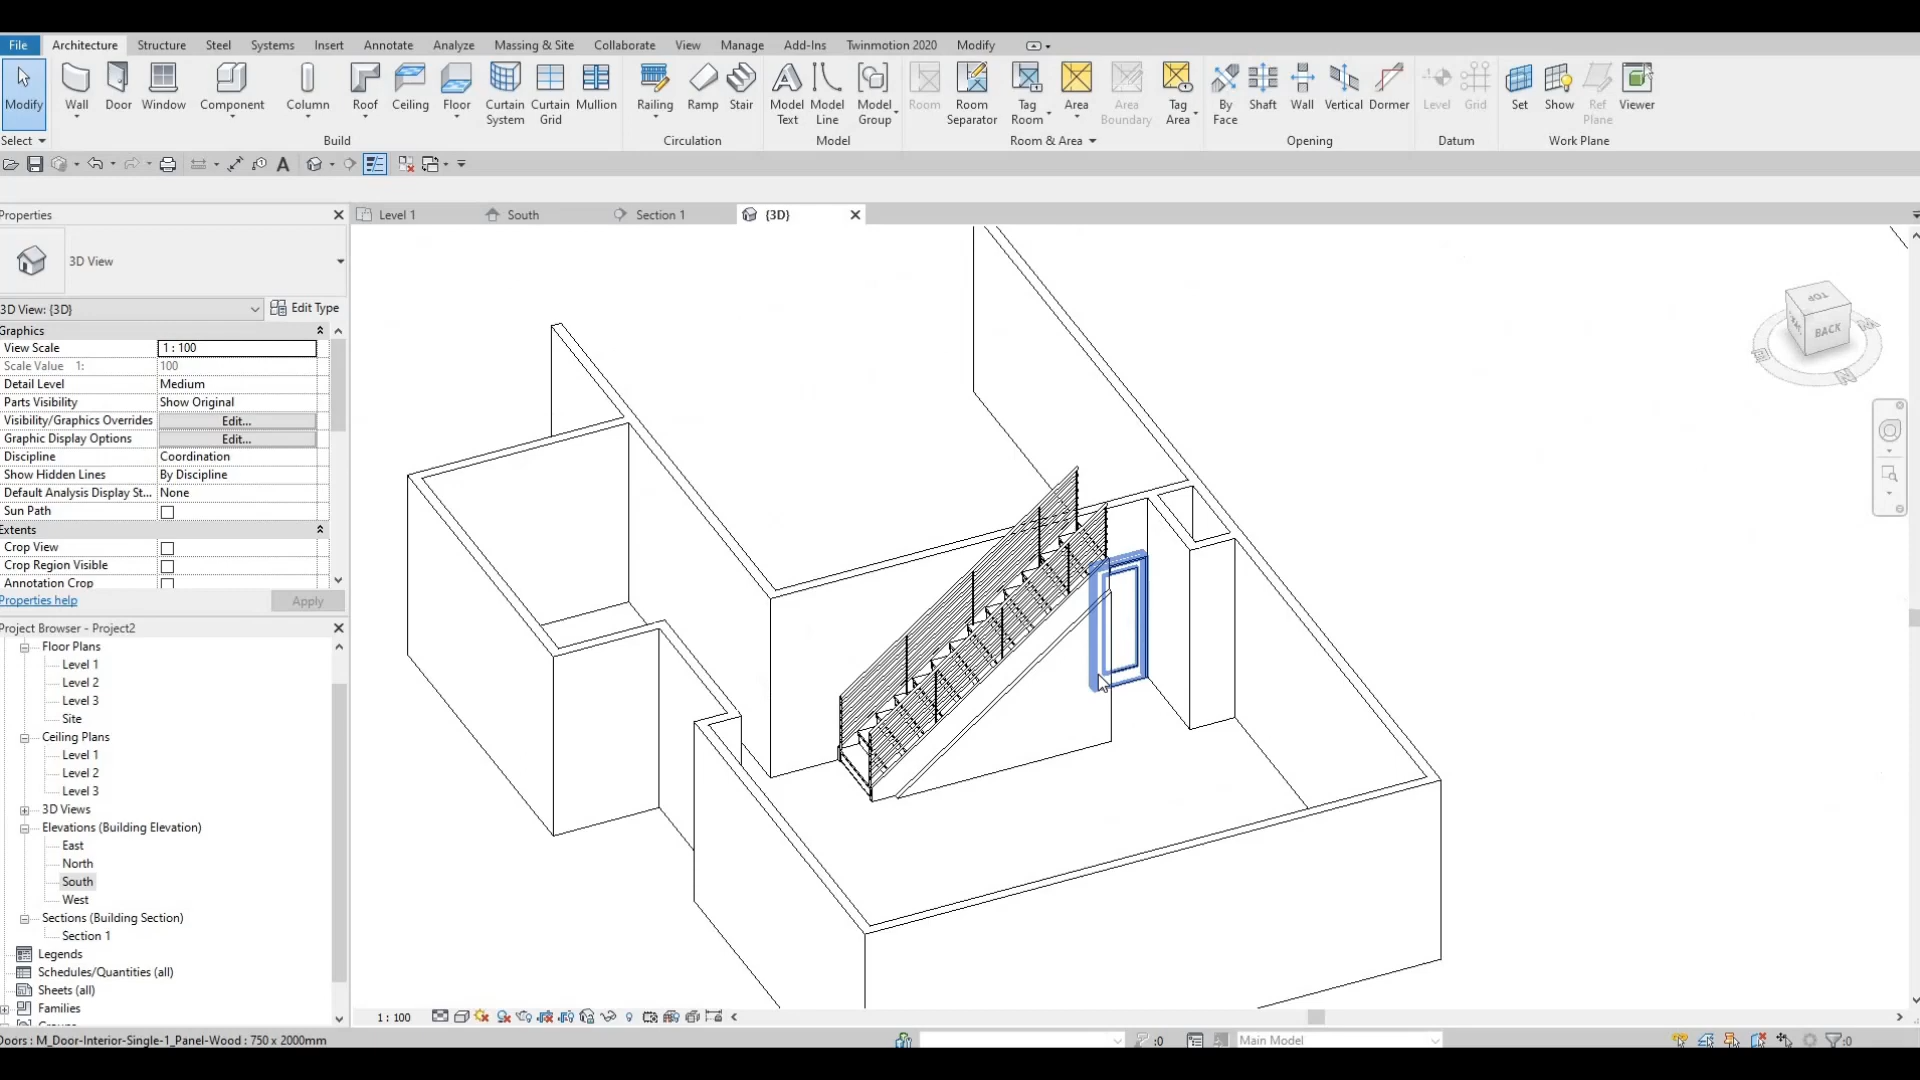 File Architecture Structure Steel Systems Insert Annotate Analyze Massing & Site Collaborate View Manage Add-Ins Twinmotion 2020 Modify
Modify Wall Door Window Component Column Roof Ceiling Floor Curtain System Curtain Grid Mullion Railing Ramp Stair Model Text Model Line Model Group Room Room Separator Tag Room Area Area Boundary Tag Area By Face Shaft Wall Vertical Dormer Level Grid Set Show Ref Plane Viewer
Select Build Circulation Model Room & Area Opening Datum Work Plane
Properties
Level 1 South Section 1 {3D}
3D View
3D View: {3D} Edit Type
Graphics
View Scale 1 : 100
Scale Value 1: 100
Detail Level Medium
Parts Visibility Show Original
Visibility/Graphics Overrides Edit...
Graphic Display Options Edit...
Discipline Coordination
Show Hidden Lines By Discipline
Default Analysis Display St... None
Sun Path
Extents
Crop View
Crop Region Visible
Annotation Crop
Properties help Apply
Project Browser - Project2
Floor Plans
Level 1
Level 2
Level 3
Site
Ceiling Plans
Level 1
Level 2
Level 3
3D Views
Elevations (Building Elevation)
East
North
South
West
Sections (Building Section)
Section 1
Legends
Schedules/Quantities (all)
Sheets (all)
Families
TOP
BACK
N
1 : 100
Doors : M_Door-Interior-Single-1_Panel-Wood : 750 x 2000mm
:0
Main Model
:0